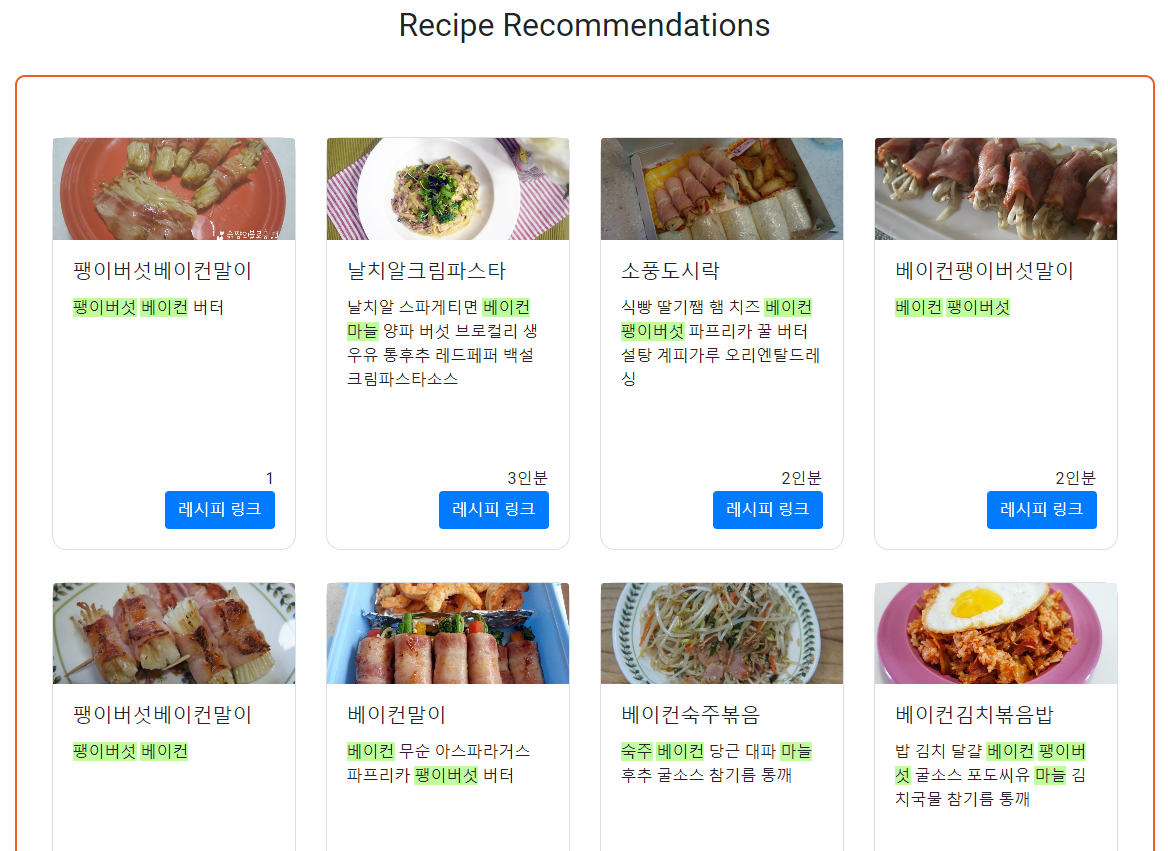 Recipe Recommendations
팽이버섯베이컨말이
팽이버섯 베이컨 버터
1
레시피 링크
날치알크림파스타
날치알 스파게티면 베이컨
마늘 양파 버섯 브로컬리 생
우유 통후추 레드페퍼 백설
크림파스타소스
3인분
레시피 링크
소풍도시락
식빵 딸기쨈 햄 치즈 베이컨
팽이버섯 파프리카 꿀 버터
설탕 계피가루 오리엔탈드레
싱
2인분
레시피 링크
베이컨팽이버섯말이
베이컨 팽이버섯
2인분
레시피 링크
팽이버섯베이컨말이
팽이버섯 베이컨
베이컨말이
베이컨 무순 아스파라거스
파프리카 팽이버섯 버터
베이컨숙주볶음
숙주 베이컨 당근 대파 마늘
후추 굴소스 참기름 통깨
베이컨김치볶음밥
밥 김치 달걀 베이컨 팽이버
섯 굴소스 포도씨유 마늘 김
치국물 참기름 통깨